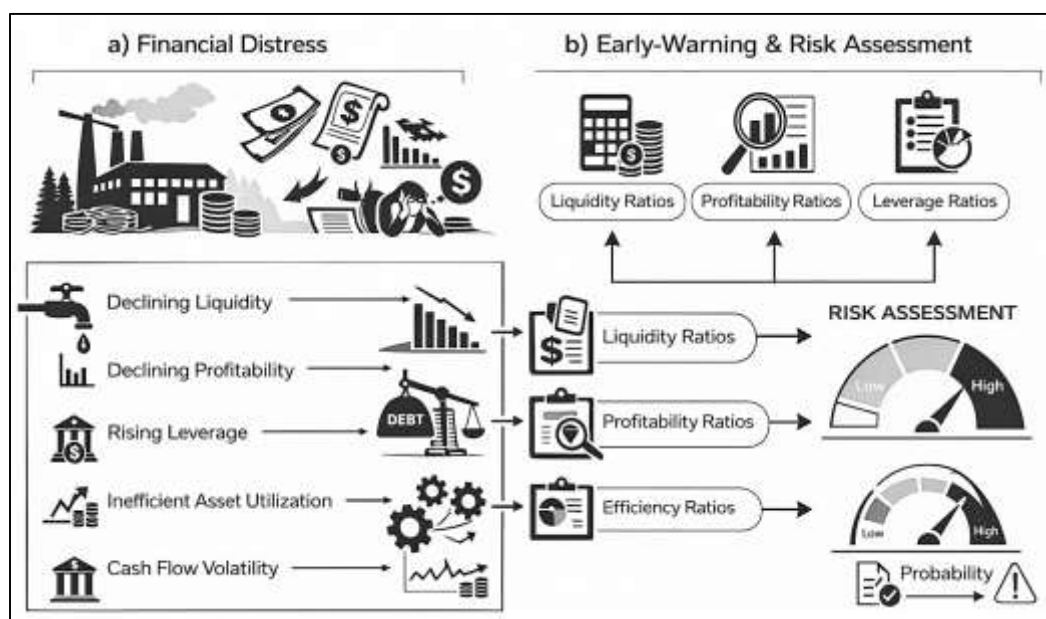 a) Financial Distress
b) Early-Warning & Risk Assessment
$
$
$
$
$
Liquidity Ratios
Profitability Ratios
Leverage Ratios
Declining Liquidity
Declining Profitability
Rising Leverage
Inefficient Asset Utilization
Cash Flow Volatility
$
DEBT
$
$
Liquidity Ratios
Profitability Ratios
Efficiency Ratios
RISK ASSESSMENT
Low
High
Low
High
Probability
!